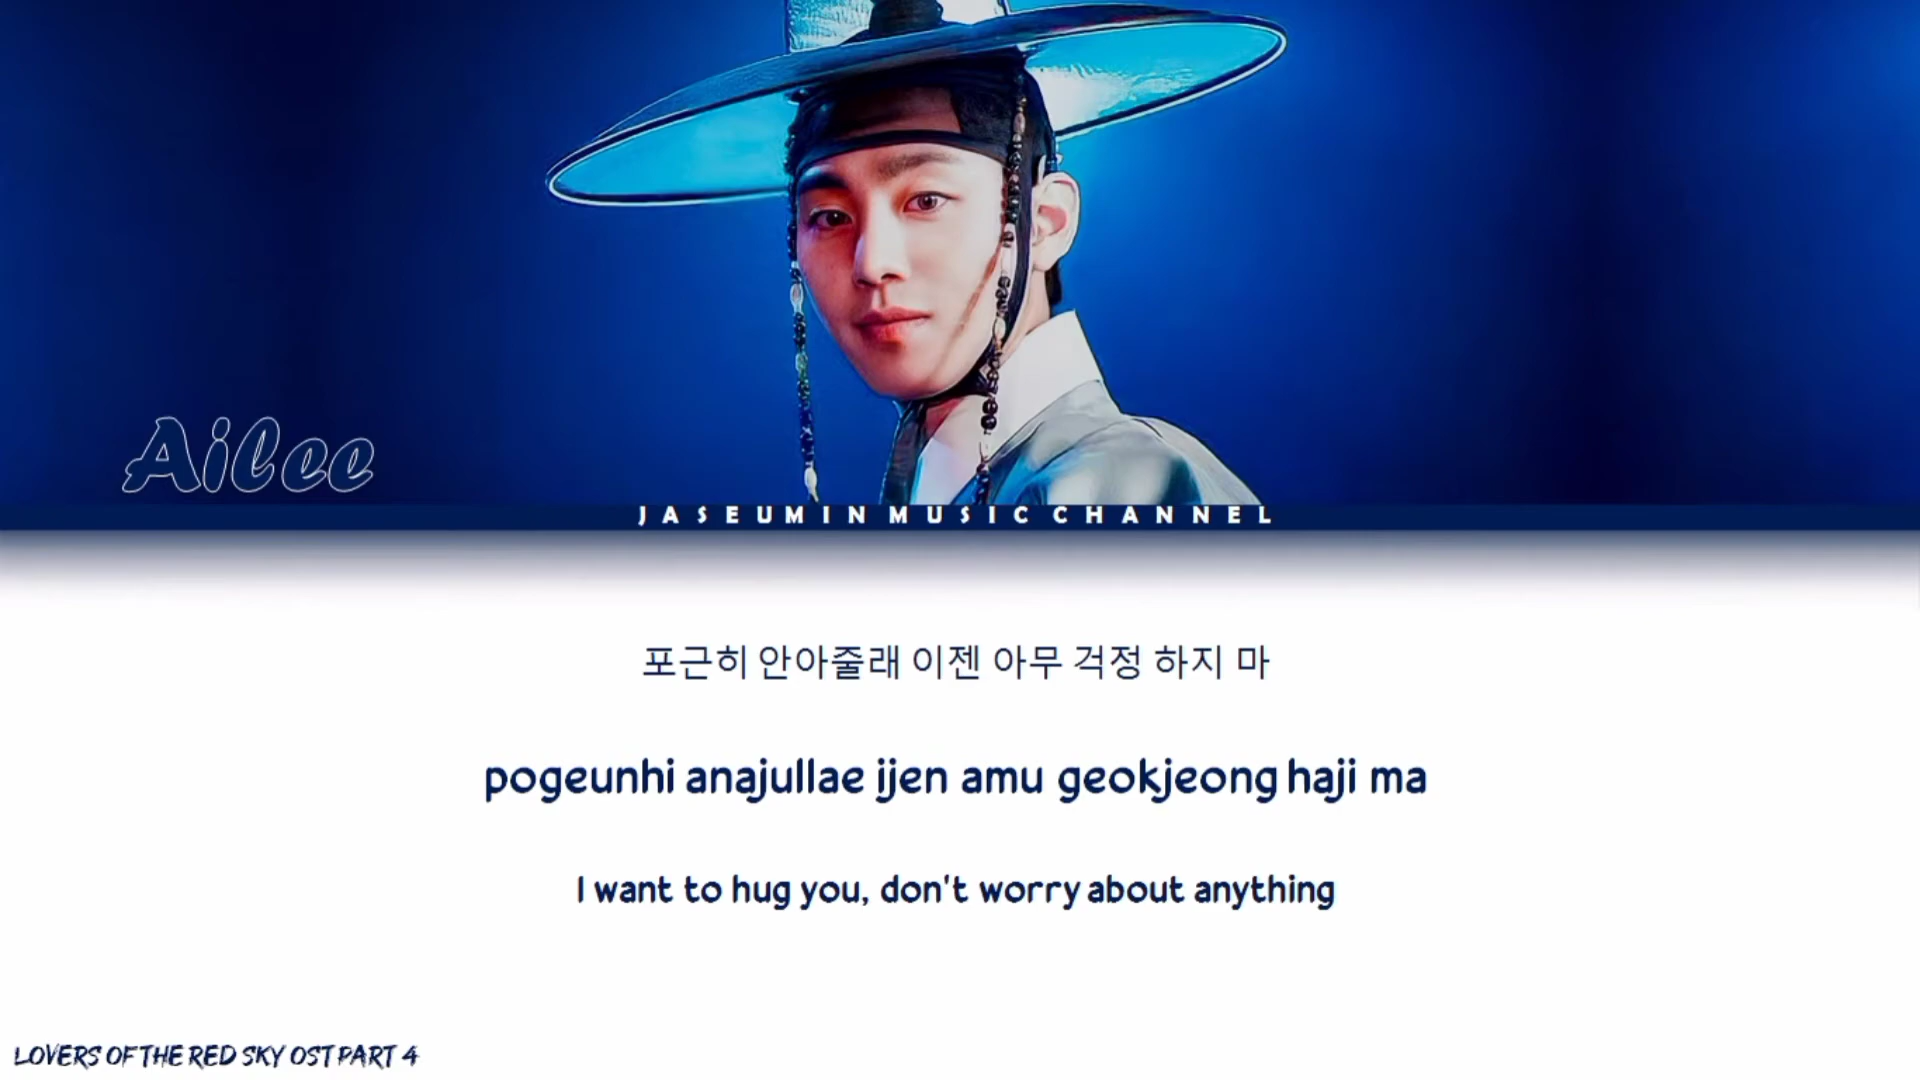 Ailee
JASEUMIN MUSIC CHANNEL
포근히 안아줄래 이젠 아무 걱정 하지 마
pogeunhi anajullae ijen amu geokjeong haji ma
I want to hug you, don't worry about anything
LOVERS OF THE RED SKY OST PART 4